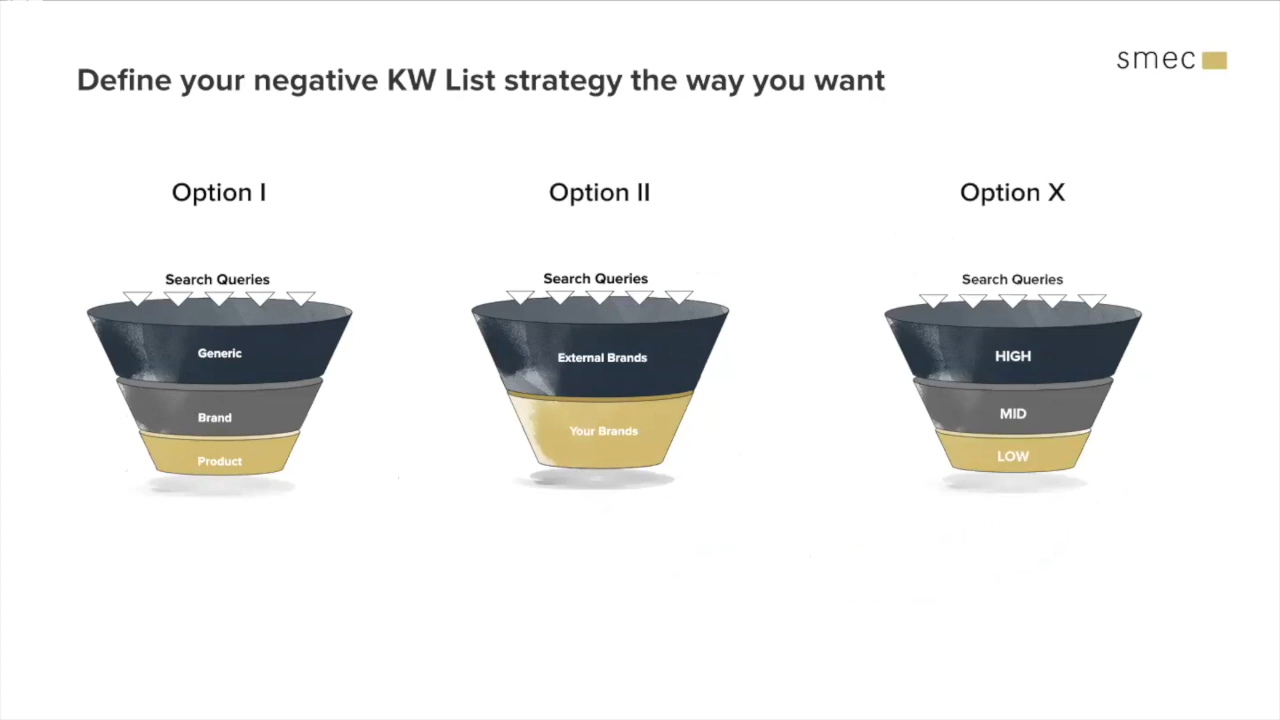 smec
Define your negative KW List strategy the way you want
Option I
Option II
Option X
Search Queries
Generic
Brand
Product
Search Queries
External Brands
Your Brands
Search Queries
HIGH
MID
LOW